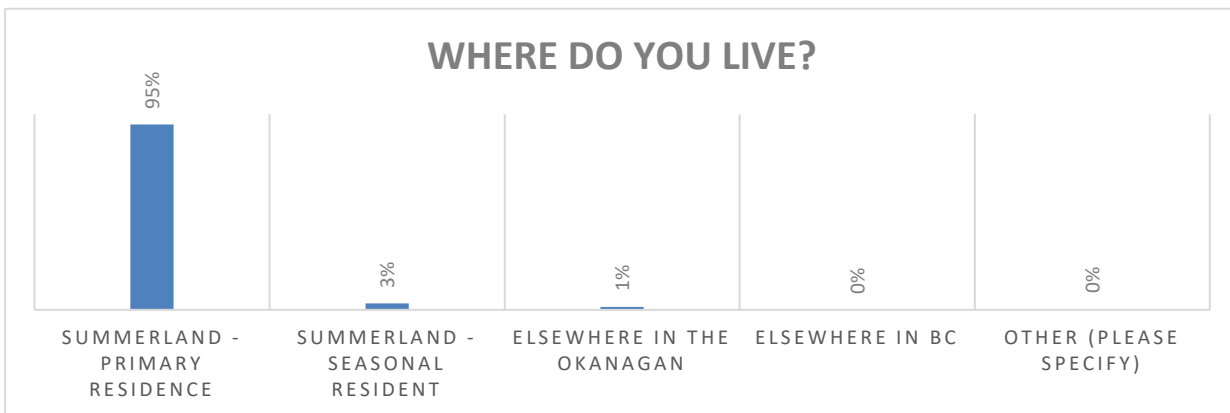 WHERE DO YOU LIVE?
95%
3%
1%
0%
0%
SUMMERLAND -
PRIMARY
RESIDENCE
SUMMERLAND -
SEASONAL
RESIDENT
ELSEWHERE IN THE
OKANAGAN
ELSEWHERE IN BC
OTHER (PLEASE
SPECIFY)